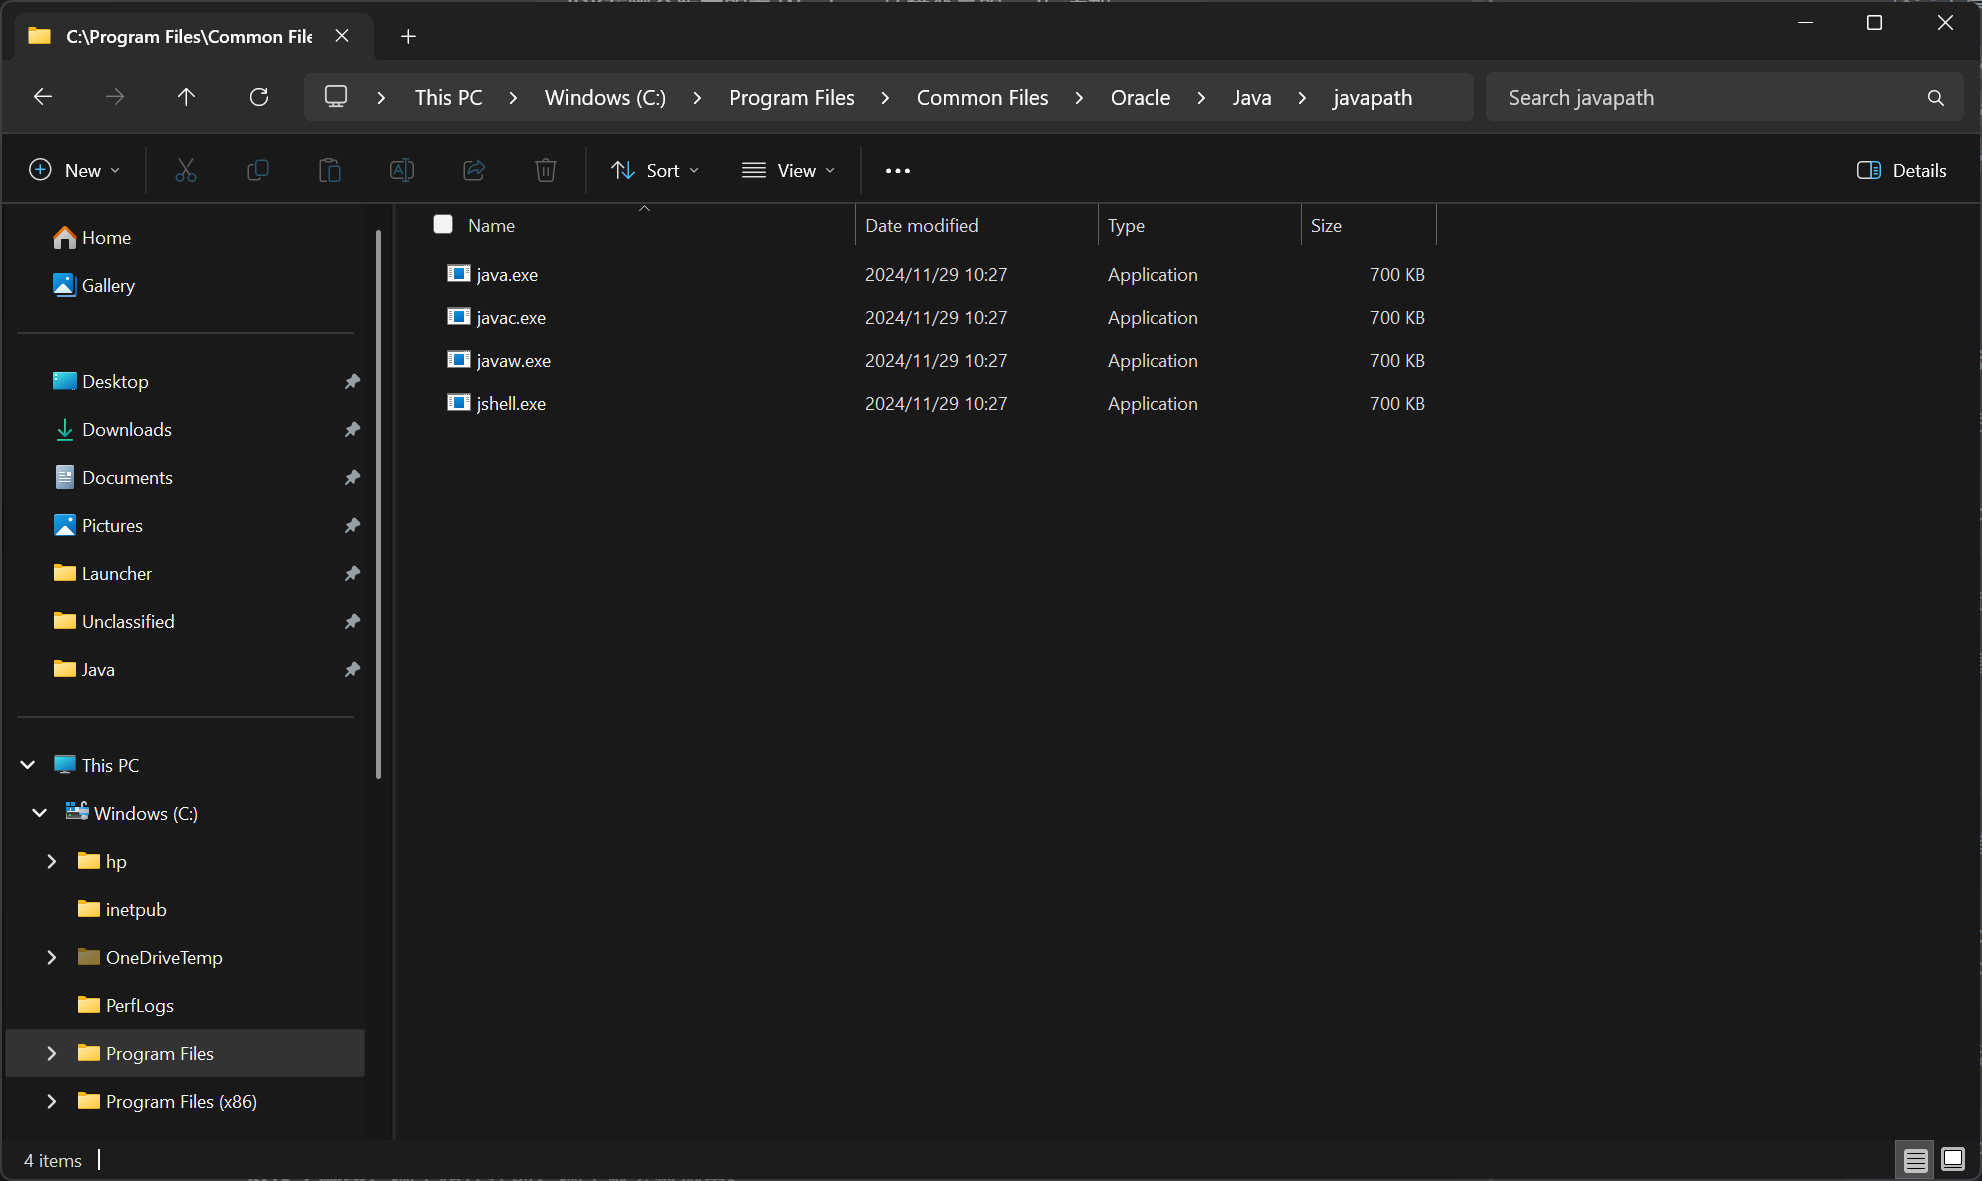 C:\Program Files\Common File
This PC
Windows (C:)
Program Files
Common Files
Oracle
Java
javapath
Search javapath
New
Sort
View
Details
Home
Gallery
Desktop
Downloads
Documents
Pictures
Launcher
Unclassified
Java
This PC
Windows (C:)
hp
inetpub
OneDriveTemp
PerfLogs
Program Files
Program Files (x86)
Name Date modified Type Size
java.exe 2024/11/29 10:27 Application 700 KB
javac.exe 2024/11/29 10:27 Application 700 KB
javaw.exe 2024/11/29 10:27 Application 700 KB
jshell.exe 2024/11/29 10:27 Application 700 KB
4 items